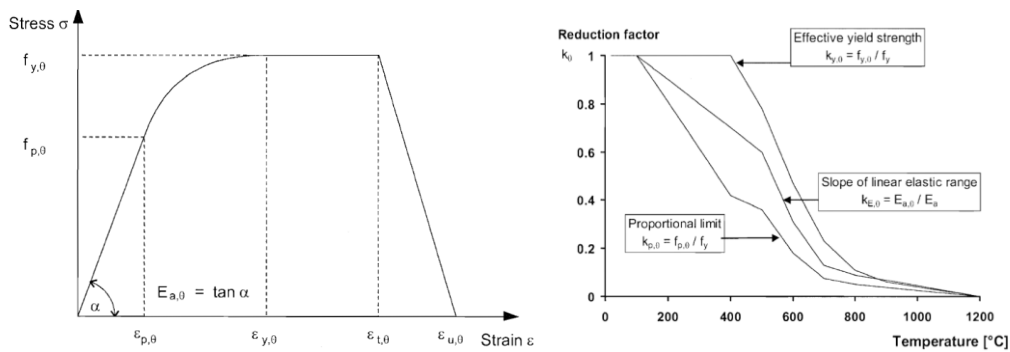 Stress σ
f y,θ
f p,θ
α
E a,θ = tan α
ε p,θ
ε y,θ
ε t,θ
ε u,θ
Strain ε
Reduction factor
k θ
1
0.8
0.6
0.4
0.2
0
Effective yield strength
k y,θ = f y,θ / f y
Slope of linear elastic range
k E,θ = E a,θ / E a
Proportional limit
k p,θ = f p,θ / f y
0 200 400 600 800 1000 1200
Temperature [°C]